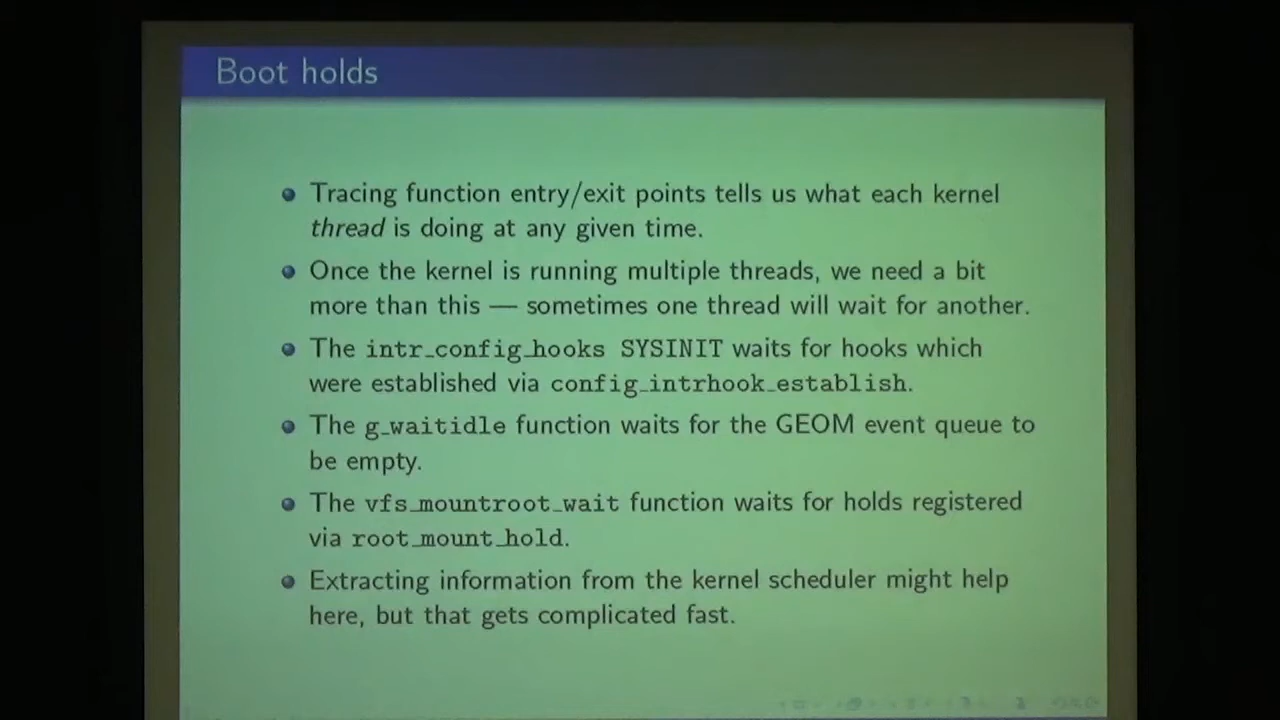 Boot holds
Tracing function entry/exit points tells us what each kernel
thread is doing at any given time.
Once the kernel is running multiple threads, we need a bit
more than this — sometimes one thread will wait for another.
The intr_config_hooks SYSINIT waits for hooks which
were established via config_intrhook_establish.
The g_waitidle function waits for the GEOM event queue to
be empty.
The vfs_mountroot_wait function waits for holds registered
via root_mount_hold.
Extracting information from the kernel scheduler might help
here, but that gets complicated fast.